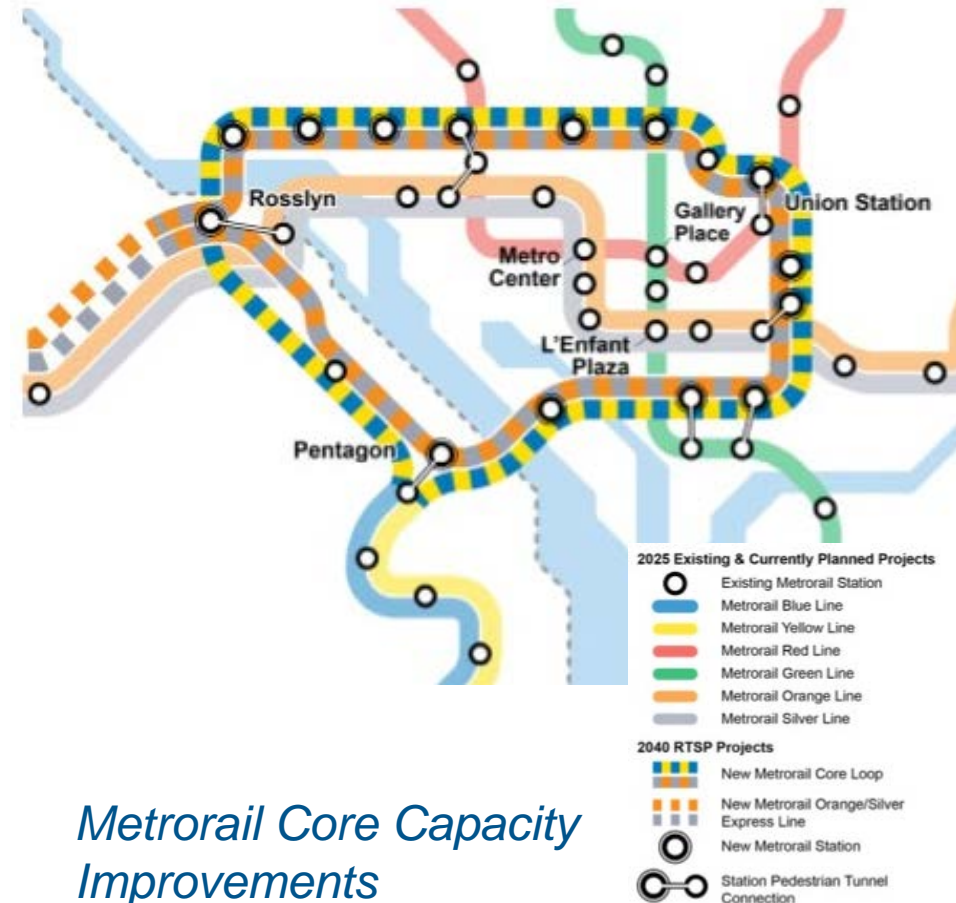 Rosslyn
Union Station
Gallery
Place
Metro
Center
L'Enfant
Plaza
Pentagon
2025 Existing & Currently Planned Projects
Existing Metrorail Station
Metrorail Blue Line
Metrorail Yellow Line
Metrorail Red Line
Metrorail Green Line
Metrorail Orange Line
Metrorail Silver Line
2040 RTSP Projects
New Metrorail Core Loop
New Metrorail Orange/Silver
Express Line
New Metrorail Station
Station Pedestrian Tunnel
Connection
Metrorail Core Capacity
Improvements